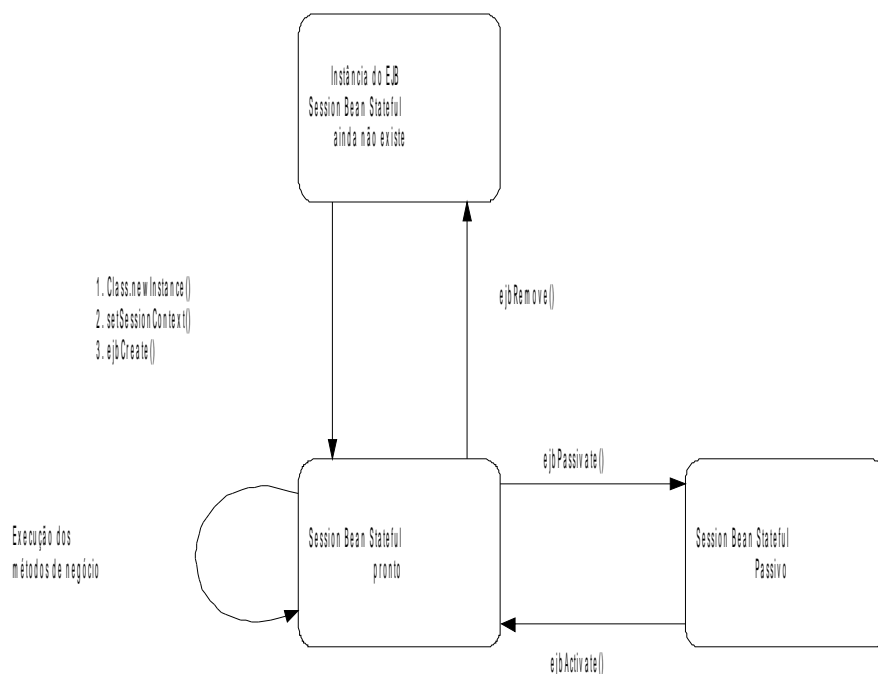 Instância do EJB
Session Bean Stateful
ainda não existe
1. Class.newInstance()
2. setSessionContext()
3. ejbCreate()
ejbRemove()
ejbPassivate()
Execução dos
métodos de negócio
Session Bean Stateful
pronto
Session Bean Stateful
Passivo
ejbActivate()